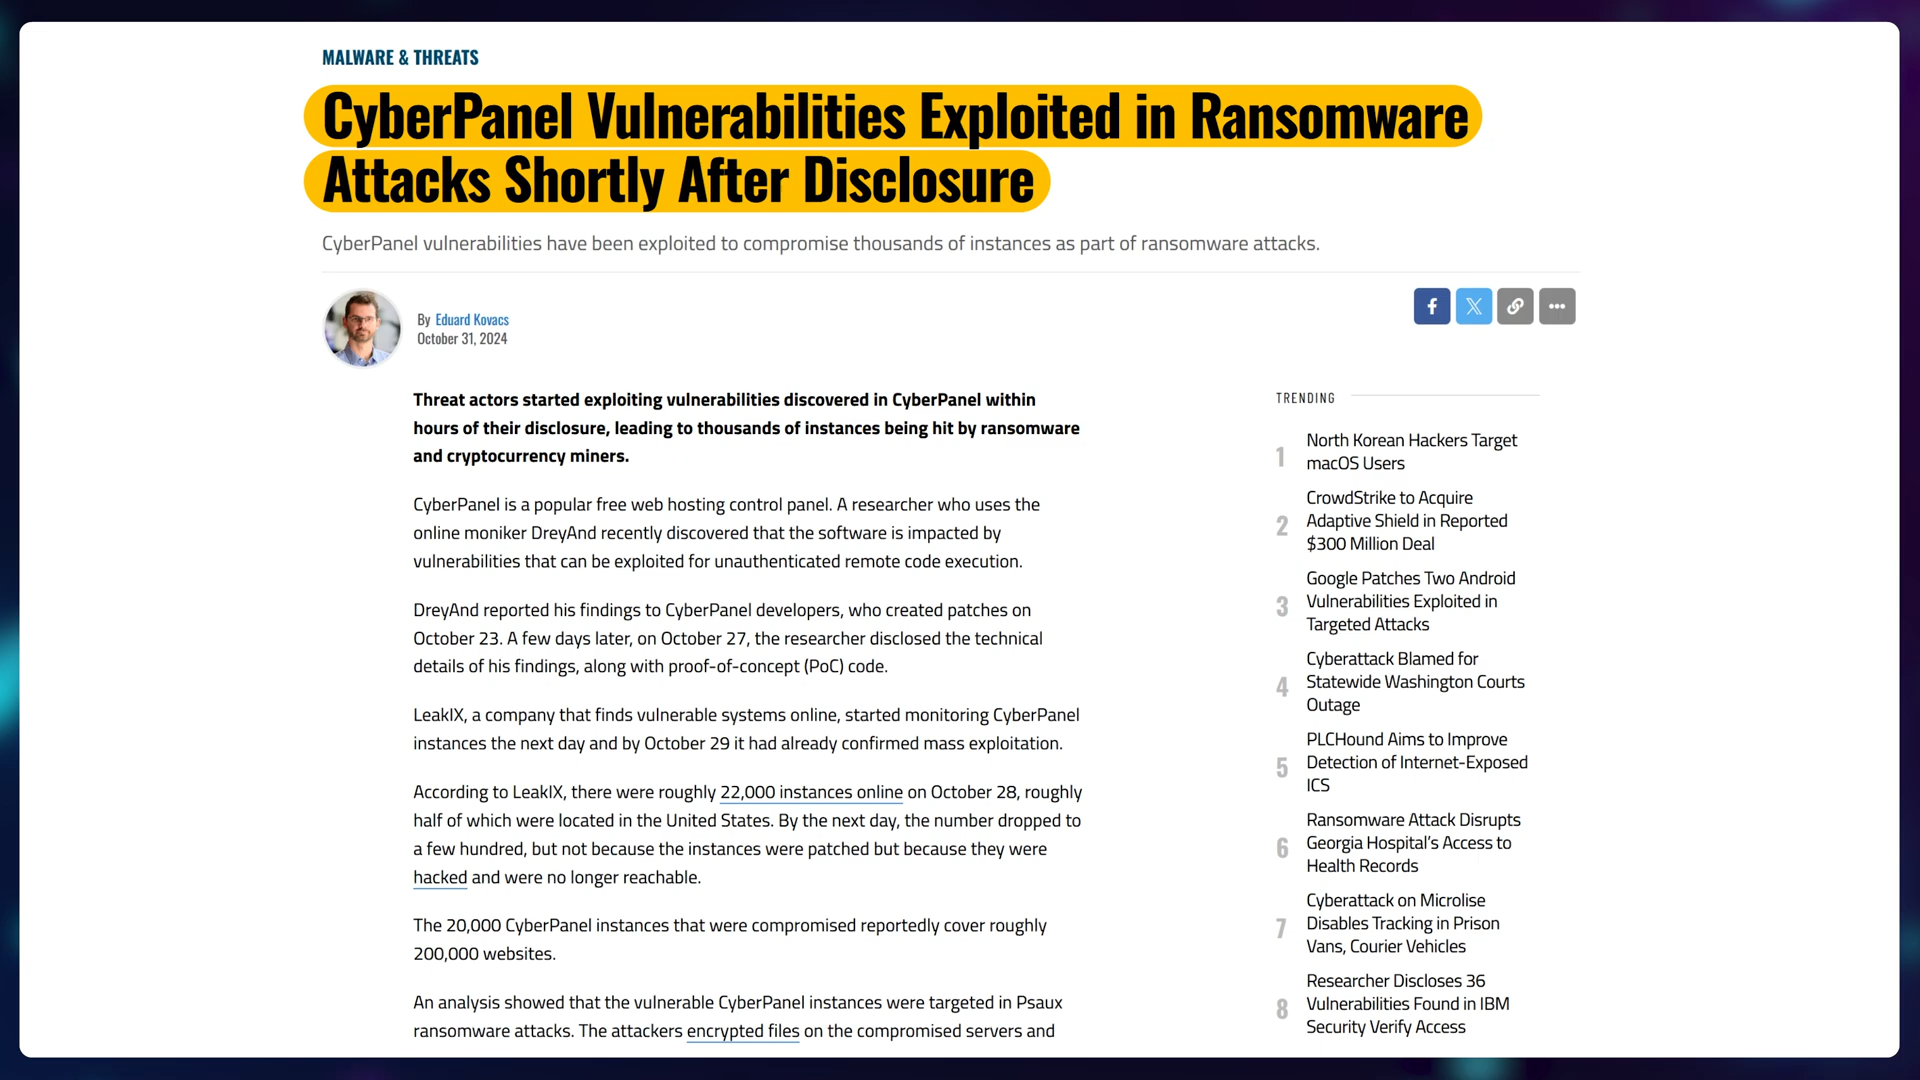 MALWARE & THREATS
CyberPanel Vulnerabilities Exploited in Ransomware
Attacks Shortly After Disclosure
CyberPanel vulnerabilities have been exploited to compromise thousands of instances as part of ransomware attacks.
By Eduard Kovacs
October 31, 2024
Threat actors started exploiting vulnerabilities discovered in CyberPanel within
hours of their disclosure, leading to thousands of instances being hit by ransomware
and cryptocurrency miners.
CyberPanel is a popular free web hosting control panel. A researcher who uses the
online moniker DreyAnd recently discovered that the software is impacted by
vulnerabilities that can be exploited for unauthenticated remote code execution.
DreyAnd reported his findings to CyberPanel developers, who created patches on
October 23. A few days later, on October 27, the researcher disclosed the technical
details of his findings, along with proof-of-concept (PoC) code.
LeakIX, a company that finds vulnerable systems online, started monitoring CyberPanel
instances the next day and by October 29 it had already confirmed mass exploitation.
According to LeakIX, there were roughly 22,000 instances online on October 28, roughly
half of which were located in the United States. By the next day, the number dropped to
a few hundred, but not because the instances were patched but because they were
hacked and were no longer reachable.
The 20,000 CyberPanel instances that were compromised reportedly cover roughly
200,000 websites.
An analysis showed that the vulnerable CyberPanel instances were targeted in Psaux
ransomware attacks. The attackers encrypted files on the compromised servers and
TRENDING
1
North Korean Hackers Target
macOS Users
2
CrowdStrike to Acquire
Adaptive Shield in Reported
$300 Million Deal
3
Google Patches Two Android
Vulnerabilities Exploited in
Targeted Attacks
4
Cyberattack Blamed for
Statewide Washington Courts
Outage
5
PLCHound Aims to Improve
Detection of Internet-Exposed
ICS
6
Ransomware Attack Disrupts
Georgia Hospital's Access to
Health Records
7
Cyberattack on Microlise
Disables Tracking in Prison
Vans, Courier Vehicles
8
Researcher Discloses 36
Vulnerabilities Found in IBM
Security Verify Access